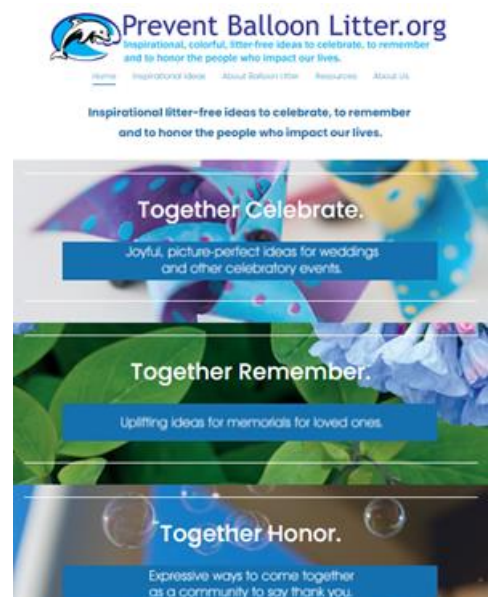 Prevent Balloon Litter.org
Inspirational, colorful, litter-free ideas to celebrate, to remember
and to honor the people who impact our lives.
Home Inspirational Ideas About Balloon Litter Resources About Us
Inspirational litter-free ideas to celebrate, to remember
and to honor the people who impact our lives.
Together Celebrate.
Joyful, picture-perfect ideas for weddings
and other celebratory events.
Together Remember.
Uplifting ideas for memorials for loved ones.
Together Honor.
Expressive ways to come together
as a community to say thank you.